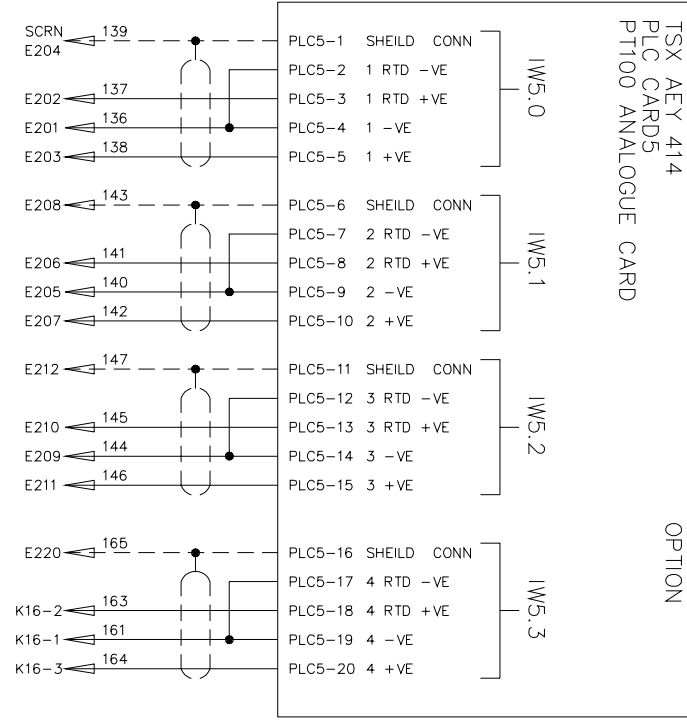 SCRN
E204 139 PLC5-1 SHEILD CONN
PLC5-2 1 RTD -VE
E202 137 PLC5-3 1 RTD +VE
E201 136 PLC5-4 1 -VE
E203 138 PLC5-5 1 +VE
IW5.0
E208 143 PLC5-6 SHEILD CONN
PLC5-7 2 RTD -VE
E206 141 PLC5-8 2 RTD +VE
E205 140 PLC5-9 2 -VE
E207 142 PLC5-10 2 +VE
IW5.1
E212 147 PLC5-11 SHEILD CONN
PLC5-12 3 RTD -VE
E210 145 PLC5-13 3 RTD +VE
E209 144 PLC5-14 3 -VE
E211 146 PLC5-15 3 +VE
IW5.2
E220 165 PLC5-16 SHEILD CONN
PLC5-17 4 RTD -VE
K16-2 163 PLC5-18 4 RTD +VE
K16-1 161 PLC5-19 4 -VE
K16-3 164 PLC5-20 4 +VE
IW5.3
TSX AEY 414
PLC CARD5
PT100 ANALOGUE CARD
OPTION